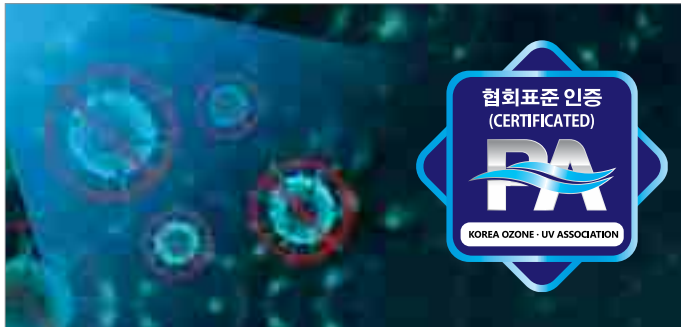 협회표준 인증
(CERTIFICATED)
PA
KOREA OZONE · UV ASSOCIATION